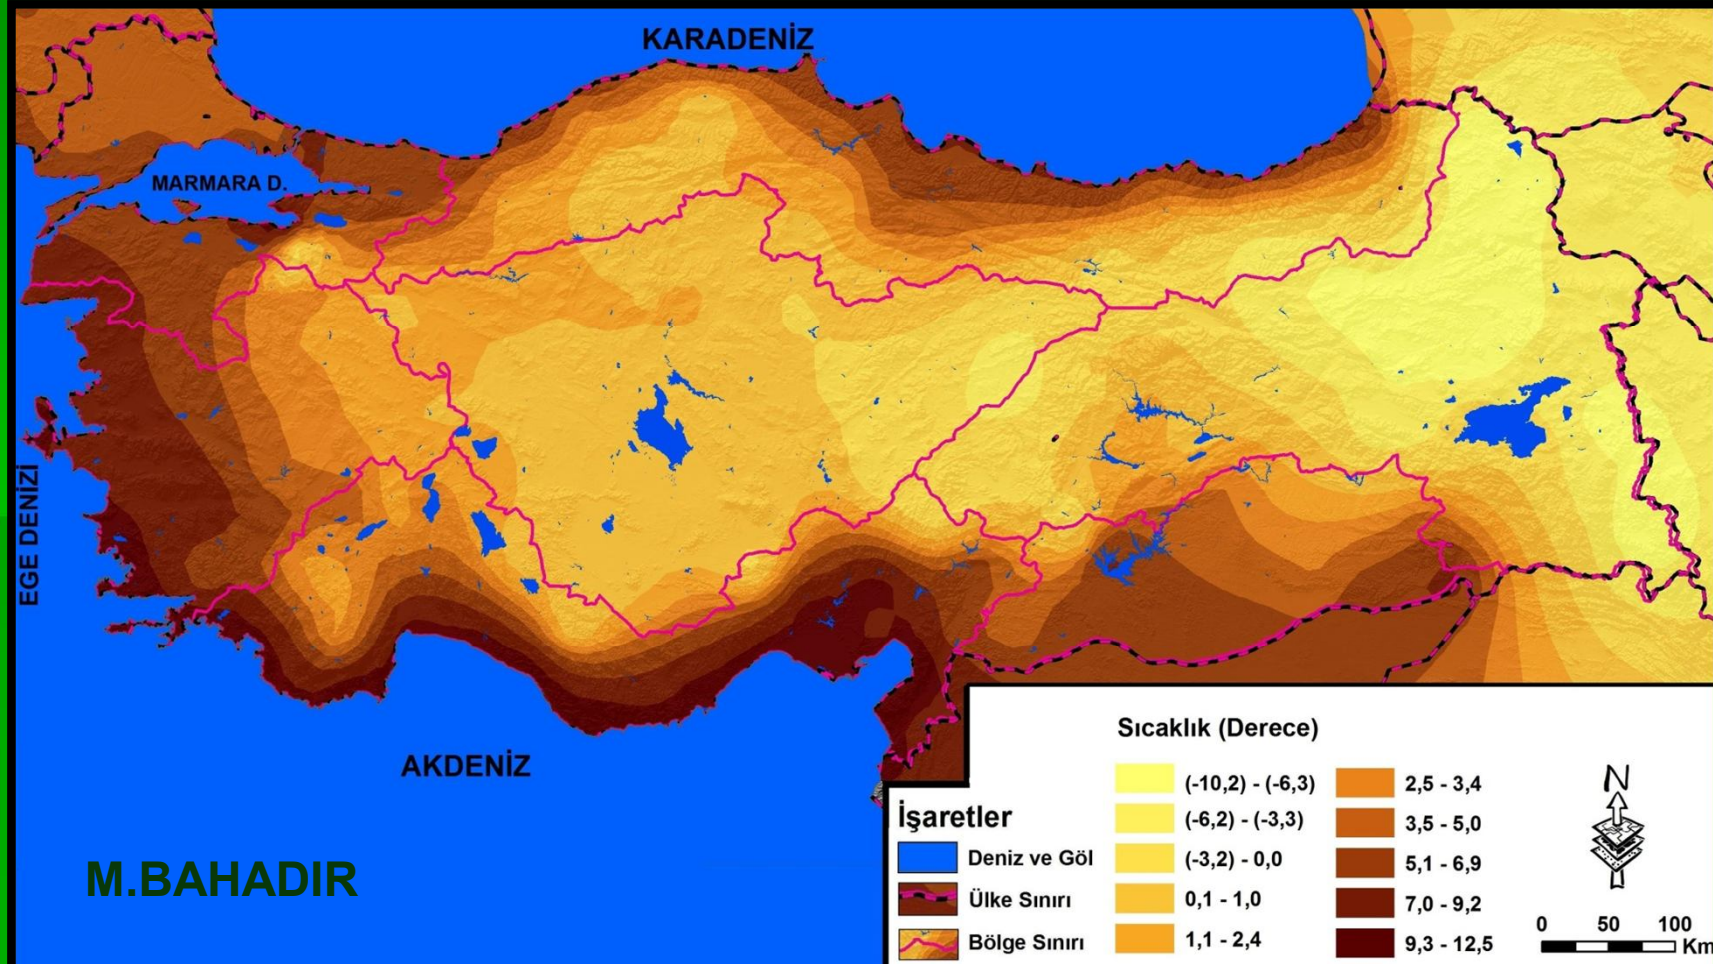 KARADENİZ
MARMARA D.
EGE DENİZİ
AKDENİZ
M.BAHADIR
Sıcaklık (Derece)
(-10,2) - (-6,3)
(-6,2) - (-3,3)
(-3,2) - 0,0
0,1 - 1,0
1,1 - 2,4
2,5 - 3,4
3,5 - 5,0
5,1 - 6,9
7,0 - 9,2
9,3 - 12,5
İşaretler
Deniz ve Göl
Ülke Sınırı
Bölge Sınırı
N
0 50 100
Km